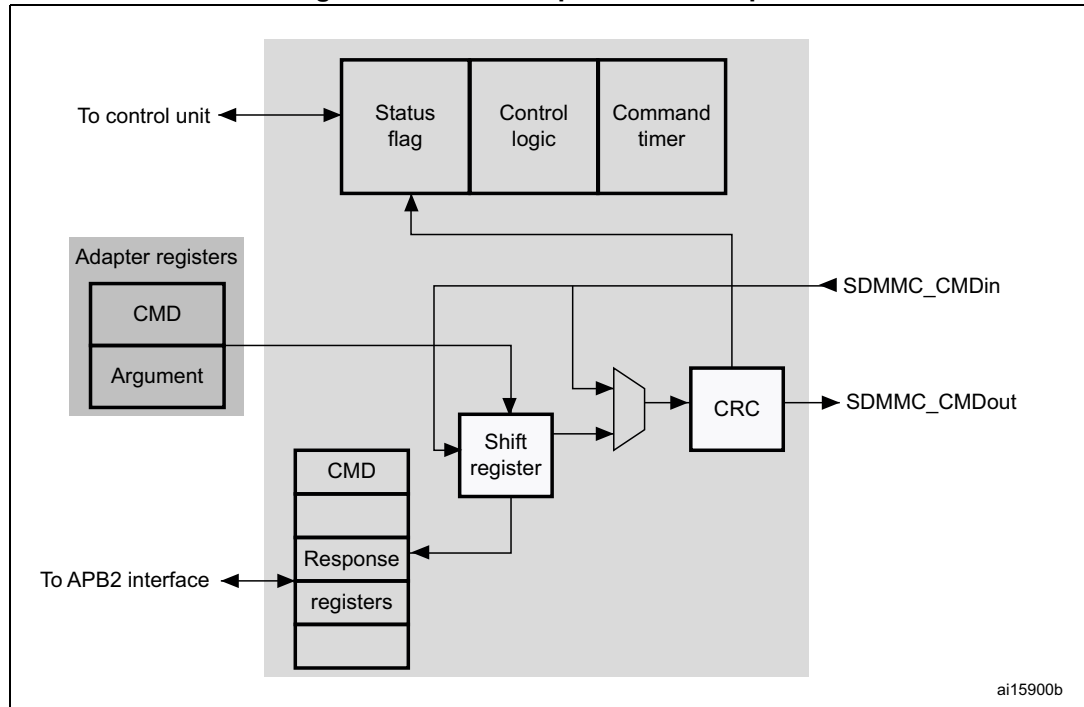 To control unit
Status
flag
Control
logic
Command
timer
Adapter registers
CMD
Argument
SDMMC_CMDin
CRC
SDMMC_CMDout
Shift
register
CMD
Response
registers
To APB2 interface
ai15900b